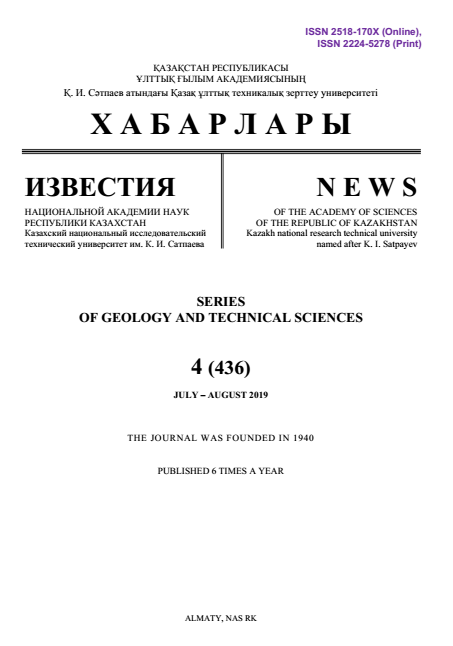 ISSN 2518-170X (Online),
ISSN 2224-5278 (Print)
ҚАЗАҚСТАН РЕСПУБЛИКАСЫ
ҰЛТТЫҚ ҒЫЛЫМ АКАДЕМИЯСЫНЫҢ
Қ. И. Сәтпаев атындағы Қазақ ұлттық техникалық зерттеу университеті
Х А Б А Р Л А Р Ы
ИЗВЕСТИЯ
НАЦИОНАЛЬНОЙ АКАДЕМИИ НАУК
РЕСПУБЛИКИ КАЗАХСТАН
Казахский национальный исследовательский
технический университет им. К. И. Сатпаева
N E W S
OF THE ACADEMY OF SCIENCES
OF THE REPUBLIC OF KAZAKHSTAN
Kazakh national research technical university
named after K. I. Satpayev
SERIES
OF GEOLOGY AND TECHNICAL SCIENCES
4 (436)
JULY – AUGUST 2019
THE JOURNAL WAS FOUNDED IN 1940
PUBLISHED 6 TIMES A YEAR
ALMATY, NAS RK